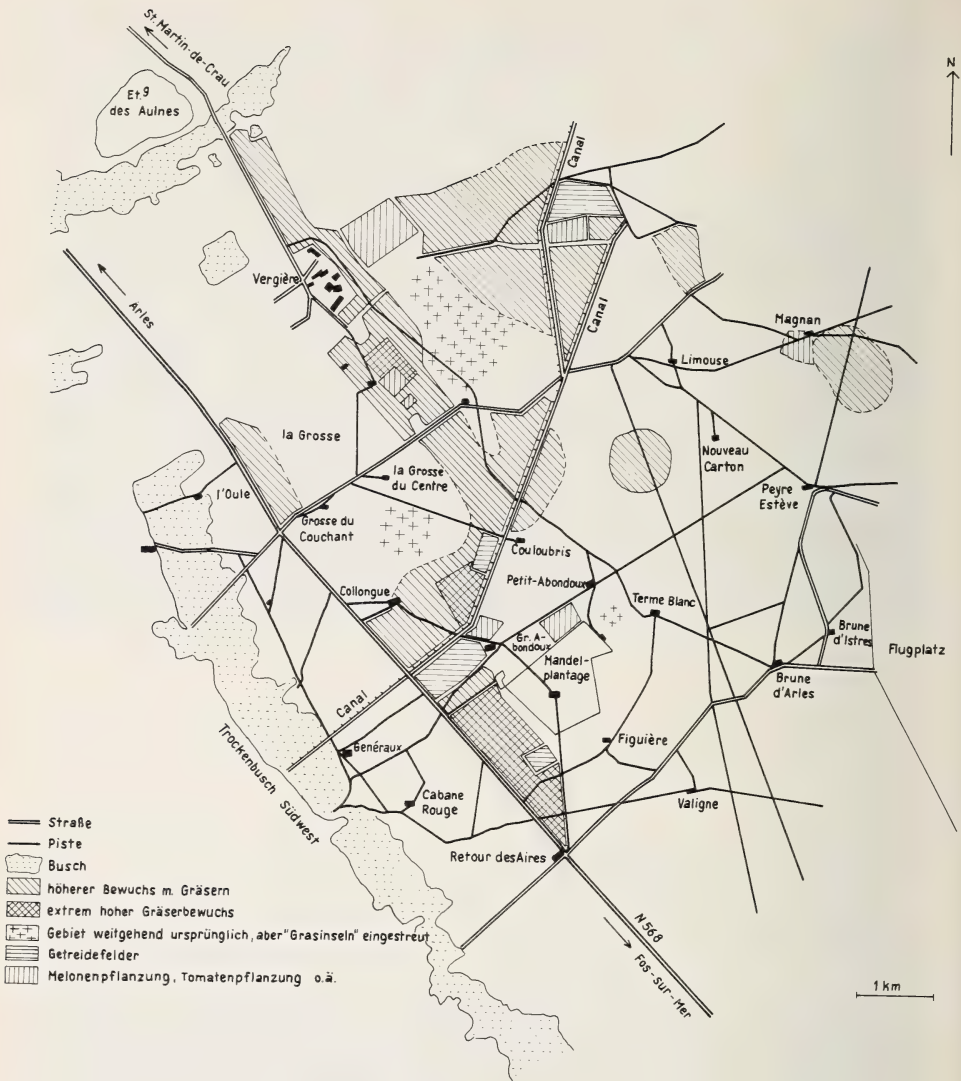 St. Martin-de-Crau
N
Et.g
des Aulnes
Canal
Arles
Vergière
Canal
Magnan
Limouse
la Grosse
Nouveau
Carton
la Grosse
du Centre
l'Oule
Peyre
Estève
Grosse du
Couchant
Couloubris
Collongue
Petit-Abondoux
Terme Blanc
Brune
d'Istres
Gr. A-
bondoux
Mandel-
plantage
Flugplatz
Brune
d'Arles
Canal
Trockenbusch Südwest
Genéraux
Figuière
Cabane
Rouge
Valigne
Retour des Aires
N568
Fos-sur-Mer
Straße
Piste
Busch
höherer Bewuchs m. Gräsern
extrem hoher Gräserbewuchs
Gebiet weitgehend ursprünglich, aber "Grasinseln" eingestreut
Getreidefelder
Melonenpflanzung, Tomatenpflanzung o.ä.
1 km